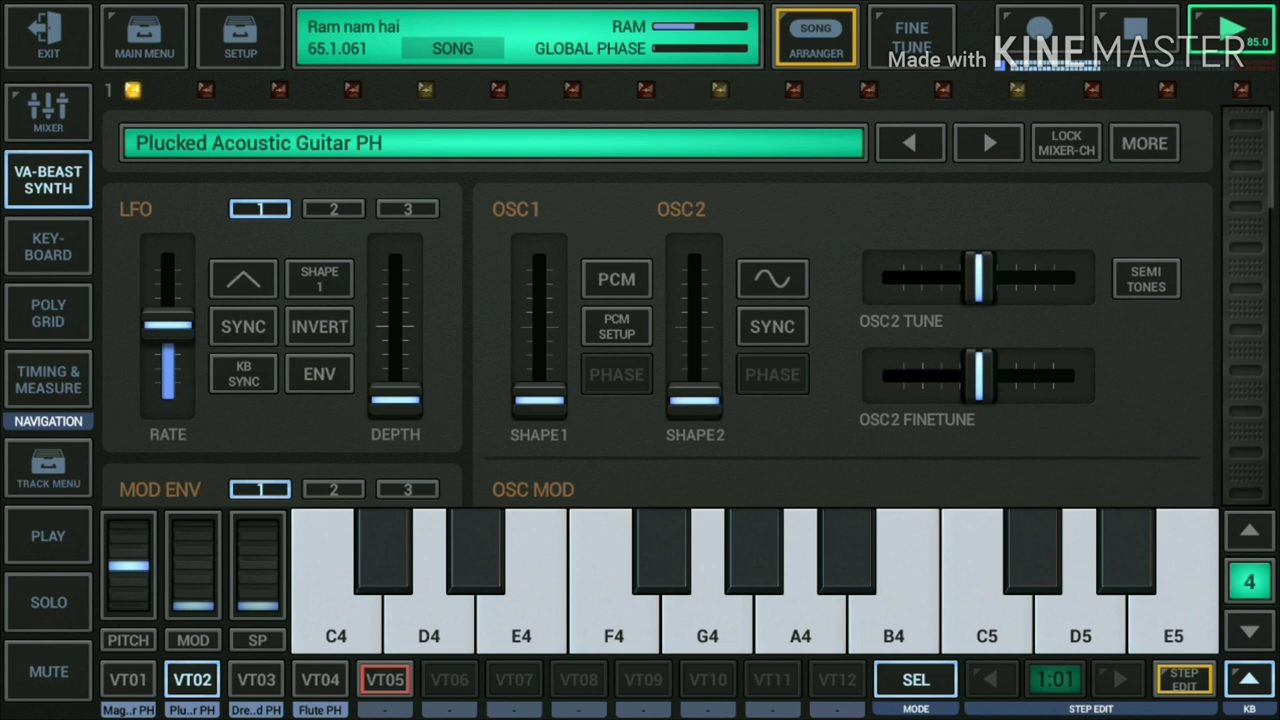 EXIT
MAIN MENU
SETUP
Ram nam hai
65.1.061
SONG
RAM
GLOBAL PHASE
SONG
ARRANGER
FINE
TUNE
85.0
Made with KINEMASTER
1
MIXER
VA-BEAST
SYNTH
KEY-
BOARD
POLY
GRID
TIMING &
MEASURE
NAVIGATION
TRACK MENU
PLAY
SOLO
MUTE
Plucked Acoustic Guitar PH
LOCK
MIXER-CH
MORE
LFO
1
2
3
SHAPE
1
SYNC
INVERT
KB
SYNC
ENV
RATE
DEPTH
OSC1
OSC2
PCM
PCM
SETUP
PHASE
SYNC
PHASE
SHAPE1
SHAPE2
SEMI
TONES
OSC2 TUNE
OSC2 FINETUNE
MOD ENV
1
2
3
OSC MOD
4
C4
D4
E4
F4
G4
A4
B4
C5
D5
E5
PITCH
MOD
SP
VT01
VT02
VT03
VT04
VT05
VT06
VT07
VT08
VT09
VT10
VT11
VT12
SEL
1:01
STEP
EDIT
Mag..r PH
Plu..r PH
Dre..d PH
Flute PH
-
-
-
-
-
-
-
-
MODE
STEP EDIT
KB